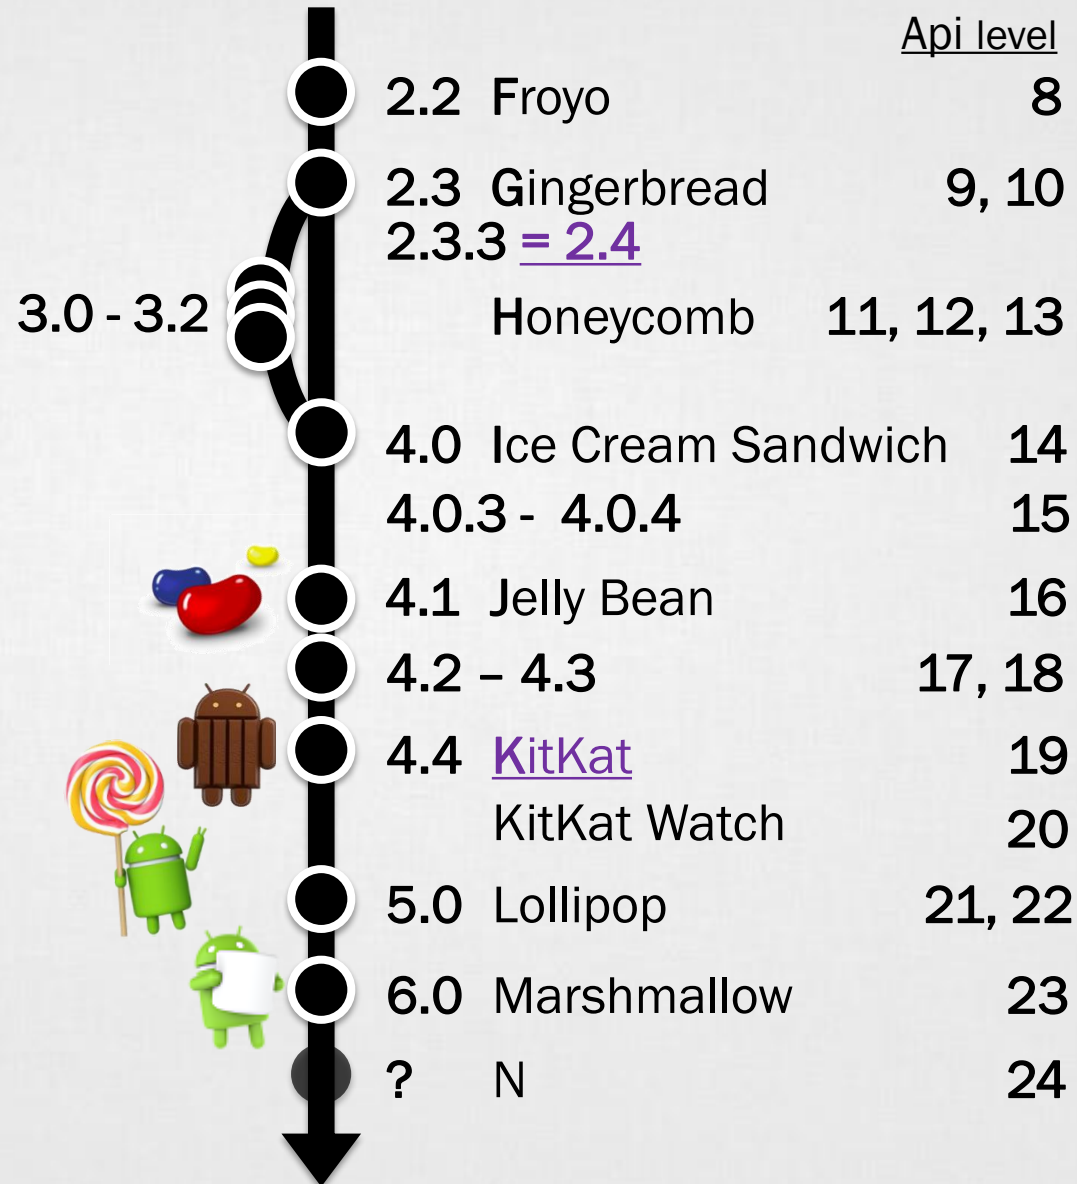 Api level
2.2 Froyo 8
2.3 Gingerbread 9, 10
2.3.3 = 2.4
3.0 - 3.2 Honeycomb 11, 12, 13
4.0 Ice Cream Sandwich 14
4.0.3 - 4.0.4 15
4.1 Jelly Bean 16
4.2 – 4.3 17, 18
4.4 KitKat 19
KitKat Watch 20
5.0 Lollipop 21, 22
6.0 Marshmallow 23
? N 24